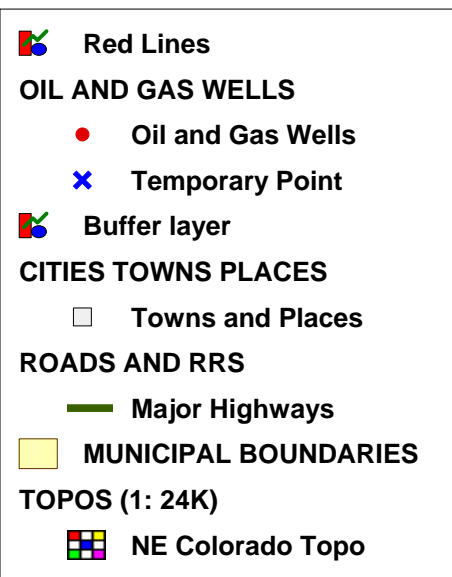 Red Lines
OIL AND GAS WELLS
Oil and Gas Wells
Temporary Point
Buffer layer
CITIES TOWNS PLACES
Towns and Places
ROADS AND RRS
Major Highways
MUNICIPAL BOUNDARIES
TOPOS (1: 24K)
NE Colorado Topo